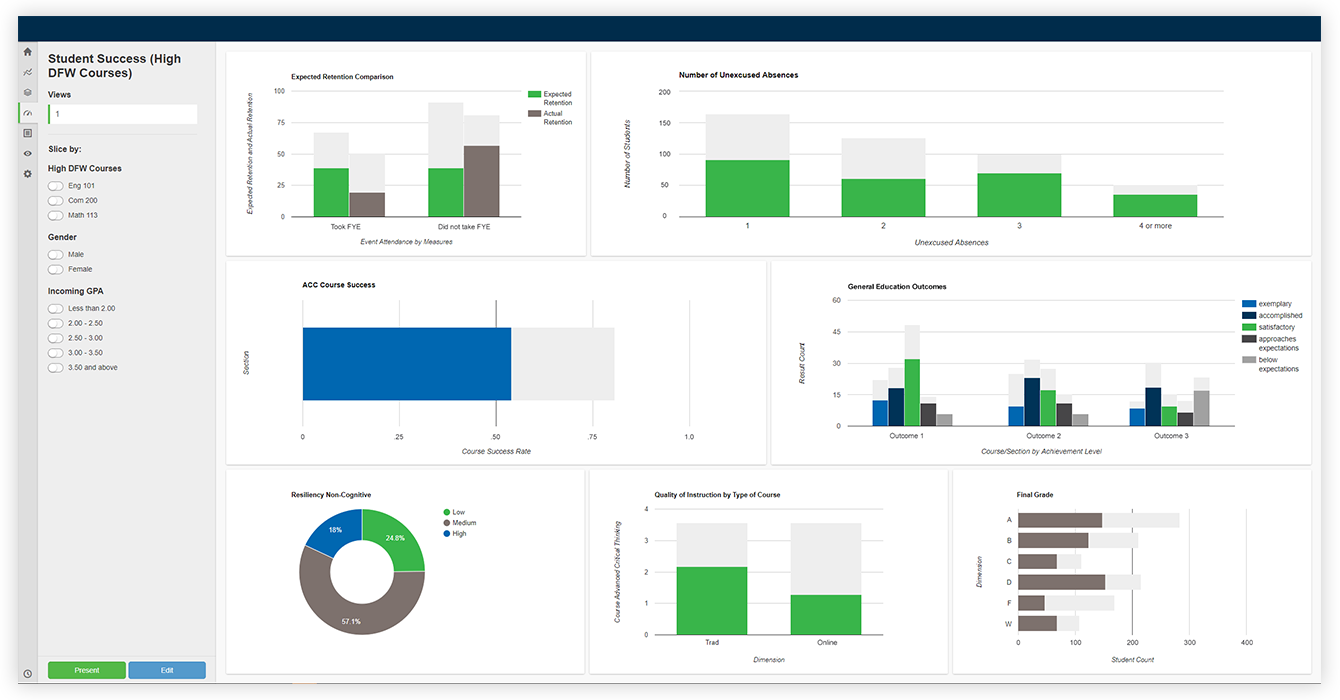 Student Success (High
DFW Courses)
Views
1
Slice by:
High DFW Courses
Eng 101
Com 200
Math 113
Gender
Male
Female
Incoming GPA
Less than 2.00
2.00 - 2.50
2.50 - 3.00
3.00 - 3.50
3.50 and above
Present
Edit
Expected Retention Comparison
Expected Retention and Actual Retention
100
75
50
25
0
Took FYE
Did not take FYE
Event Attendance by Measures
Expected
Retention
Actual
Retention
Number of Unexcused Absences
Number of Students
200
150
100
50
0
1
2
3
4 or more
Unexcused Absences
ACC Course Success
Section
0
.25
.50
.75
1.0
Course Success Rate
General Education Outcomes
Result Count
60
45
30
15
0
Outcome 1
Outcome 2
Outcome 3
Course/Section by Achievement Level
exemplary
accomplished
satisfactory
approaches
expectations
below
expectations
Resiliency Non-Cognitive
18%
24.8%
57.1%
Low
Medium
High
Quality of Instruction by Type of Course
Course Advanced Critical Thinking
4
3
2
1
0
Trad
Online
Dimension
Final Grade
Dimension
A
B
C
D
F
W
0
100
200
300
400
Student Count